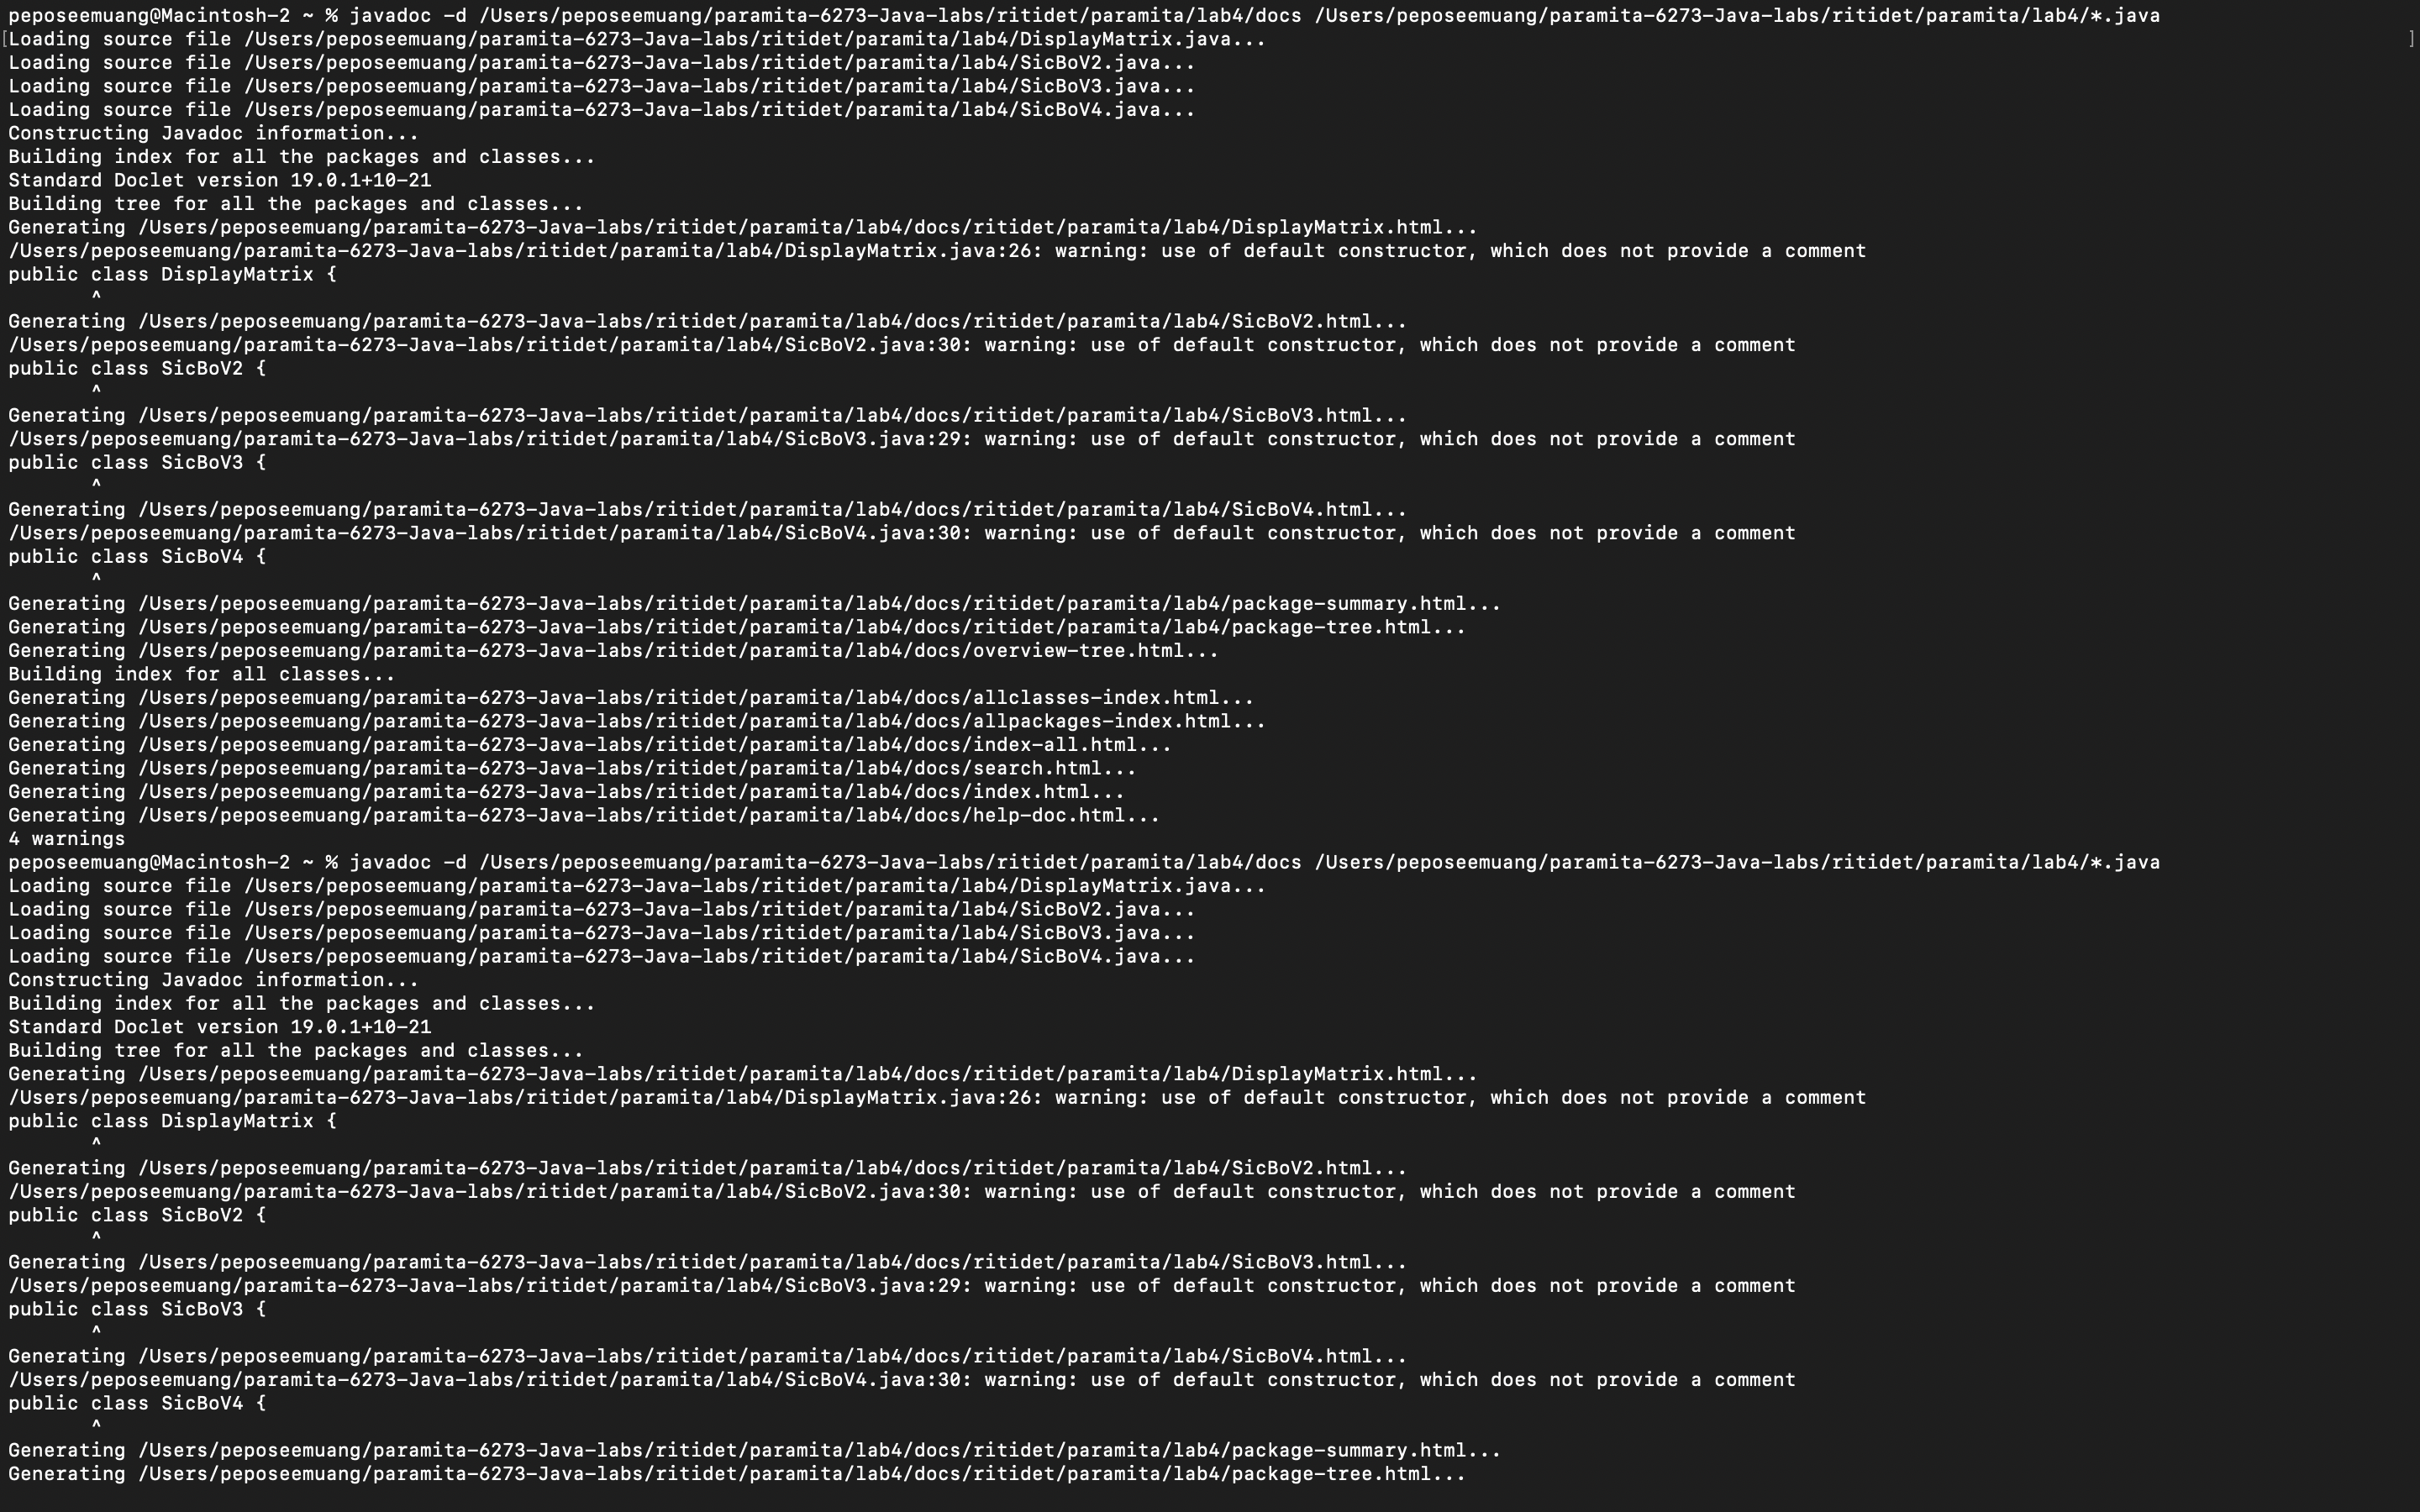 peposeemuang@Macintosh-2 ~ % javadoc -d /Users/peposeemuang/paramita-6273-Java-labs/ritidet/paramita/lab4/docs /Users/peposeemuang/paramita-6273-Java-labs/ritidet/paramita/lab4/*.java
[Loading source file /Users/peposeemuang/paramita-6273-Java-labs/ritidet/paramita/lab4/DisplayMatrix.java... ]
Loading source file /Users/peposeemuang/paramita-6273-Java-labs/ritidet/paramita/lab4/SicBoV2.java...
Loading source file /Users/peposeemuang/paramita-6273-Java-labs/ritidet/paramita/lab4/SicBoV3.java...
Loading source file /Users/peposeemuang/paramita-6273-Java-labs/ritidet/paramita/lab4/SicBoV4.java...
Constructing Javadoc information...
Building index for all the packages and classes...
Standard Doclet version 19.0.1+10-21
Building tree for all the packages and classes...
Generating /Users/peposeemuang/paramita-6273-Java-labs/ritidet/paramita/lab4/docs/ritidet/paramita/lab4/DisplayMatrix.html...
/Users/peposeemuang/paramita-6273-Java-labs/ritidet/paramita/lab4/DisplayMatrix.java:26: warning: use of default constructor, which does not provide a comment
public class DisplayMatrix {
       ^
Generating /Users/peposeemuang/paramita-6273-Java-labs/ritidet/paramita/lab4/docs/ritidet/paramita/lab4/SicBoV2.html...
/Users/peposeemuang/paramita-6273-Java-labs/ritidet/paramita/lab4/SicBoV2.java:30: warning: use of default constructor, which does not provide a comment
public class SicBoV2 {
       ^
Generating /Users/peposeemuang/paramita-6273-Java-labs/ritidet/paramita/lab4/docs/ritidet/paramita/lab4/SicBoV3.html...
/Users/peposeemuang/paramita-6273-Java-labs/ritidet/paramita/lab4/SicBoV3.java:29: warning: use of default constructor, which does not provide a comment
public class SicBoV3 {
       ^
Generating /Users/peposeemuang/paramita-6273-Java-labs/ritidet/paramita/lab4/docs/ritidet/paramita/lab4/SicBoV4.html...
/Users/peposeemuang/paramita-6273-Java-labs/ritidet/paramita/lab4/SicBoV4.java:30: warning: use of default constructor, which does not provide a comment
public class SicBoV4 {
       ^
Generating /Users/peposeemuang/paramita-6273-Java-labs/ritidet/paramita/lab4/docs/ritidet/paramita/lab4/package-summary.html...
Generating /Users/peposeemuang/paramita-6273-Java-labs/ritidet/paramita/lab4/docs/ritidet/paramita/lab4/package-tree.html...
Generating /Users/peposeemuang/paramita-6273-Java-labs/ritidet/paramita/lab4/docs/overview-tree.html...
Building index for all classes...
Generating /Users/peposeemuang/paramita-6273-Java-labs/ritidet/paramita/lab4/docs/allclasses-index.html...
Generating /Users/peposeemuang/paramita-6273-Java-labs/ritidet/paramita/lab4/docs/allpackages-index.html...
Generating /Users/peposeemuang/paramita-6273-Java-labs/ritidet/paramita/lab4/docs/index-all.html...
Generating /Users/peposeemuang/paramita-6273-Java-labs/ritidet/paramita/lab4/docs/search.html...
Generating /Users/peposeemuang/paramita-6273-Java-labs/ritidet/paramita/lab4/docs/index.html...
Generating /Users/peposeemuang/paramita-6273-Java-labs/ritidet/paramita/lab4/docs/help-doc.html...
4 warnings
peposeemuang@Macintosh-2 ~ % javadoc -d /Users/peposeemuang/paramita-6273-Java-labs/ritidet/paramita/lab4/docs /Users/peposeemuang/paramita-6273-Java-labs/ritidet/paramita/lab4/*.java
Loading source file /Users/peposeemuang/paramita-6273-Java-labs/ritidet/paramita/lab4/DisplayMatrix.java...
Loading source file /Users/peposeemuang/paramita-6273-Java-labs/ritidet/paramita/lab4/SicBoV2.java...
Loading source file /Users/peposeemuang/paramita-6273-Java-labs/ritidet/paramita/lab4/SicBoV3.java...
Loading source file /Users/peposeemuang/paramita-6273-Java-labs/ritidet/paramita/lab4/SicBoV4.java...
Constructing Javadoc information...
Building index for all the packages and classes...
Standard Doclet version 19.0.1+10-21
Building tree for all the packages and classes...
Generating /Users/peposeemuang/paramita-6273-Java-labs/ritidet/paramita/lab4/docs/ritidet/paramita/lab4/DisplayMatrix.html...
/Users/peposeemuang/paramita-6273-Java-labs/ritidet/paramita/lab4/DisplayMatrix.java:26: warning: use of default constructor, which does not provide a comment
public class DisplayMatrix {
       ^
Generating /Users/peposeemuang/paramita-6273-Java-labs/ritidet/paramita/lab4/docs/ritidet/paramita/lab4/SicBoV2.html...
/Users/peposeemuang/paramita-6273-Java-labs/ritidet/paramita/lab4/SicBoV2.java:30: warning: use of default constructor, which does not provide a comment
public class SicBoV2 {
       ^
Generating /Users/peposeemuang/paramita-6273-Java-labs/ritidet/paramita/lab4/docs/ritidet/paramita/lab4/SicBoV3.html...
/Users/peposeemuang/paramita-6273-Java-labs/ritidet/paramita/lab4/SicBoV3.java:29: warning: use of default constructor, which does not provide a comment
public class SicBoV3 {
       ^
Generating /Users/peposeemuang/paramita-6273-Java-labs/ritidet/paramita/lab4/docs/ritidet/paramita/lab4/SicBoV4.html...
/Users/peposeemuang/paramita-6273-Java-labs/ritidet/paramita/lab4/SicBoV4.java:30: warning: use of default constructor, which does not provide a comment
public class SicBoV4 {
       ^
Generating /Users/peposeemuang/paramita-6273-Java-labs/ritidet/paramita/lab4/docs/ritidet/paramita/lab4/package-summary.html...
Generating /Users/peposeemuang/paramita-6273-Java-labs/ritidet/paramita/lab4/docs/ritidet/paramita/lab4/package-tree.html...